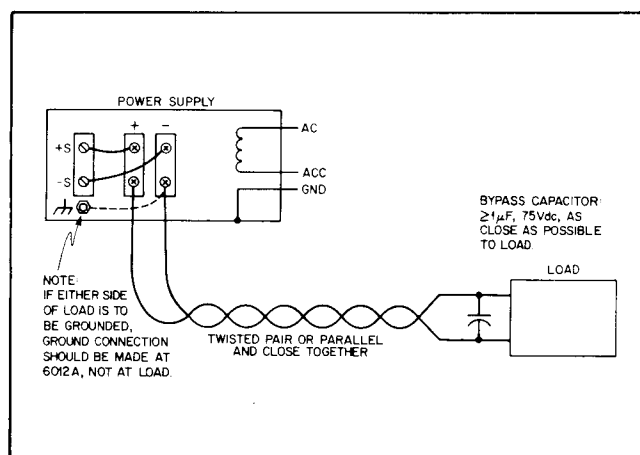 POWER SUPPLY
+ -
+S
-S
AC
ACC
GND
NOTE:
IF EITHER SIDE
OF LOAD IS TO
BE GROUNDED,
GROUND CONNECTION
SHOULD BE MADE AT
6012A, NOT AT LOAD.
TWISTED PAIR OR PARALLEL
AND CLOSE TOGETHER
BYPASS CAPACITOR:
≥1µF, 75Vdc, AS
CLOSE AS POSSIBLE
TO LOAD.
LOAD